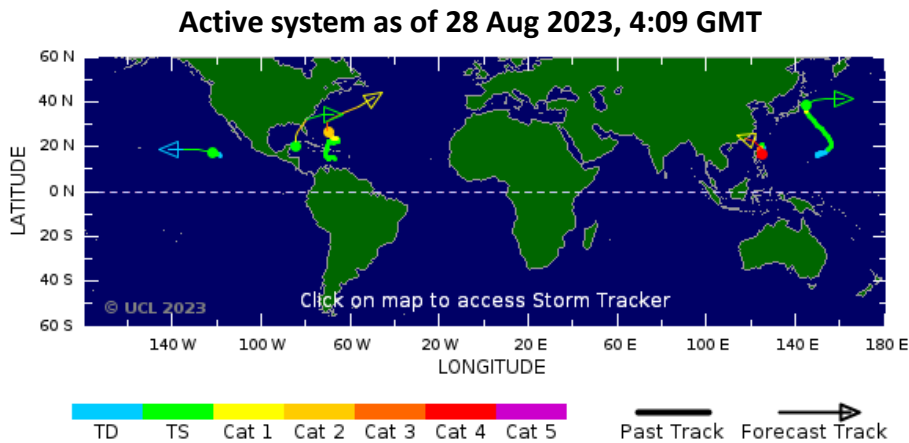 Active system as of 28 Aug 2023, 4:09 GMT
60 N
40 N
20 N
0 N
20 S
40 S
60 S
LATITUDE
© UCL 2023
Click on map to access Storm Tracker
140 W 100 W 60 W 20 W 20 E 60 E 100 E 140 E 180 E
LONGITUDE
TD TS Cat 1 Cat 2 Cat 3 Cat 4 Cat 5 Past Track Forecast Track